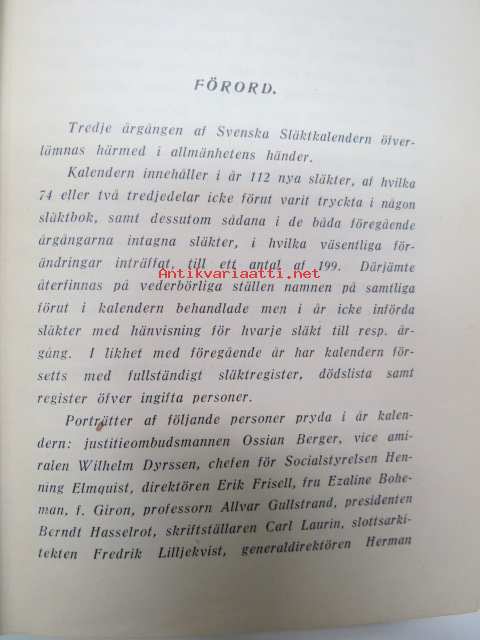 FÖRORD.
Tredje årgången af Svenska Släktkalendern öfver-
lämnas härmed i allmänhetens händer.
Kalendern innehåller i år 112 nya släkter, af hvilka
74 eller två tredjedelar icke förut varit tryckta i någon
släktbok, samt dessutom sådana i de båda föregående
årgångarna intagna släkter, i hvilka väsentliga för-
ändringar inträffat, till ett antal af 199. Därjämte
Antikvariaatti.net
återfinnas på vederbörliga ställen namnen på samtliga
förut i kalendern behandlade men i år icke införda
släkter med hänvisning för hvarje släkt till resp. år-
gång. I likhet med föregående år har kalendern för-
setts med fullständigt släktregister, dödslista samt
register öfver ingifta personer.
Porträtter af följande personer pryda i år kalen-
dern: justitieombudsmannen Ossian Berger, vice ami-
ralen Wilhelm Dyrssen, chefen för Socialstyrelsen Hen-
ning Elmquist, direktören Erik Frisell, fru Ezaline Bohe-
man, f. Giron, professorn Allvar Gullstrand, presidenten
Berndt Hasselrot, skriftställaren Carl Laurin, slottsarki-
tekten Fredrik Lilljekvist, generaldirektören Herman